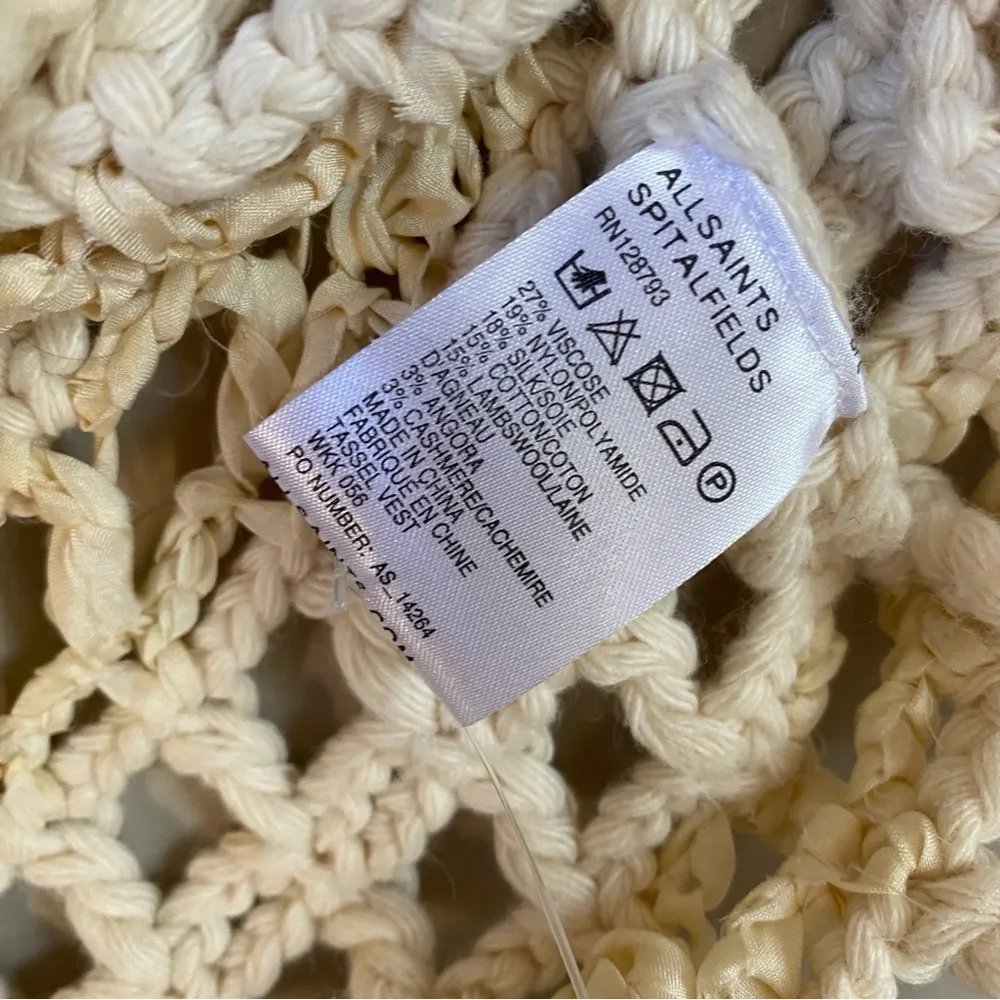 ALLSAINTS
SPITALFIELDS
RN128793
P
27% VISCOSE
19% NYLON/POLYAMIDE
18% SILK/SOIE
15% COTTON/COTON
15% LAMBSWOOL/LAINE
D'AGNEAU
3% ANGORA
3% CASHMERE/CACHEMIRE
MADE IN CHINA
FABRIQUE EN CHINE
TASSEL VEST
WKK 056
PO NUMBER: AS_14264